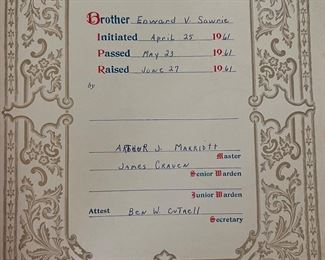 Brother Edward V Sawrie
Initiated April 25 1961
Passed May 23 1961
Raised June 27 1961
by
Arthur J. Marriott
Master
James Craven
Senior Warden
Junior Warden
Attest Ben W. Cutrell
Secretary